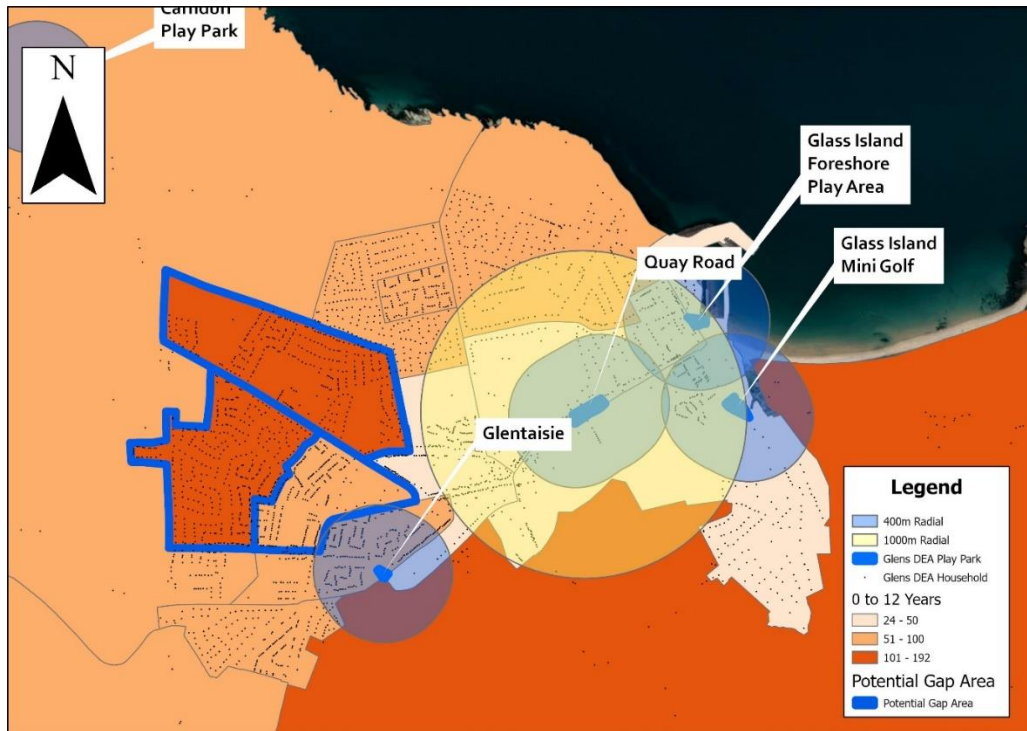 Play Park
N
Glass Island
Foreshore
Play Area
Glass Island
Mini Golf
Quay Road
Glentaisie
Legend
400m Radial
1000m Radial
Glens DEA Play Park
Glens DEA Household
0 to 12 Years
24 - 50
51 - 100
101 - 192
Potential Gap Area
Potential Gap Area